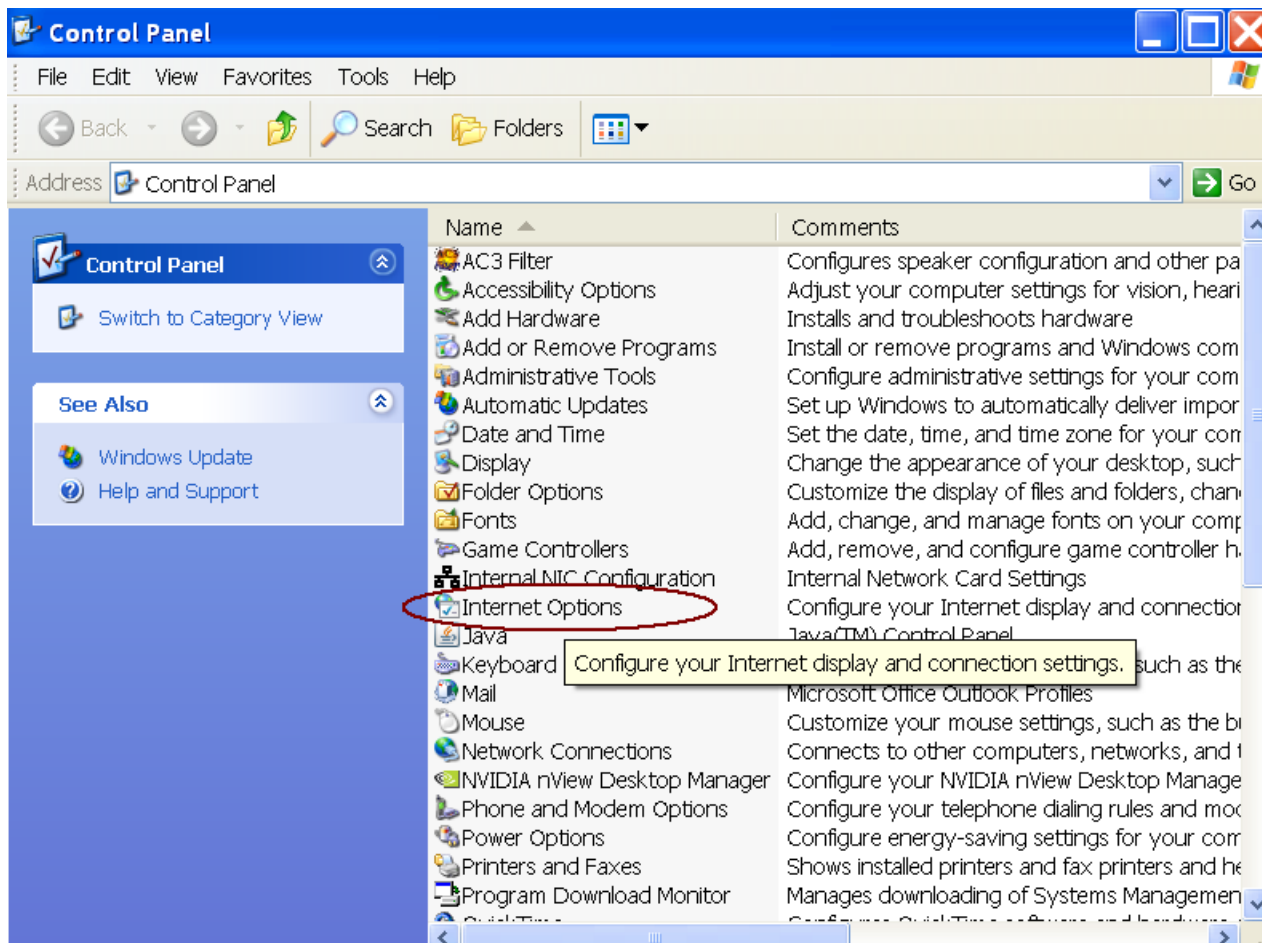 Control Panel
File Edit View Favorites Tools Help
Back Search Folders
Address Control Panel Go
Control Panel
Switch to Category View
See Also
Windows Update
Help and Support
Name Comments
AC3 Filter Configures speaker configuration and other pa
Accessibility Options Adjust your computer settings for vision, heari
Add Hardware Installs and troubleshoots hardware
Add or Remove Programs Install or remove programs and Windows com
Administrative Tools Configure administrative settings for your com
Automatic Updates Set up Windows to automatically deliver impor
Date and Time Set the date, time, and time zone for your com
Display Change the appearance of your desktop, such
Folder Options Customize the display of files and folders, chan
Fonts Add, change, and manage fonts on your comp
Game Controllers Add, remove, and configure game controller h
Internal NIC Configuration Internal Network Card Settings
Internet Options Configure your Internet display and connection
Java Java(TM) Control Panel
Keyboard such as the
Configure your Internet display and connection settings.
Mail Microsoft Office Outlook Profiles
Mouse Customize your mouse settings, such as the bu
Network Connections Connects to other computers, networks, and t
NVIDIA nView Desktop Manager Configure your NVIDIA nView Desktop Manage
Phone and Modem Options Configure your telephone dialing rules and mod
Power Options Configure energy-saving settings for your com
Printers and Faxes Shows installed printers and fax printers and he
Program Download Monitor Manages downloading of Systems Managemen